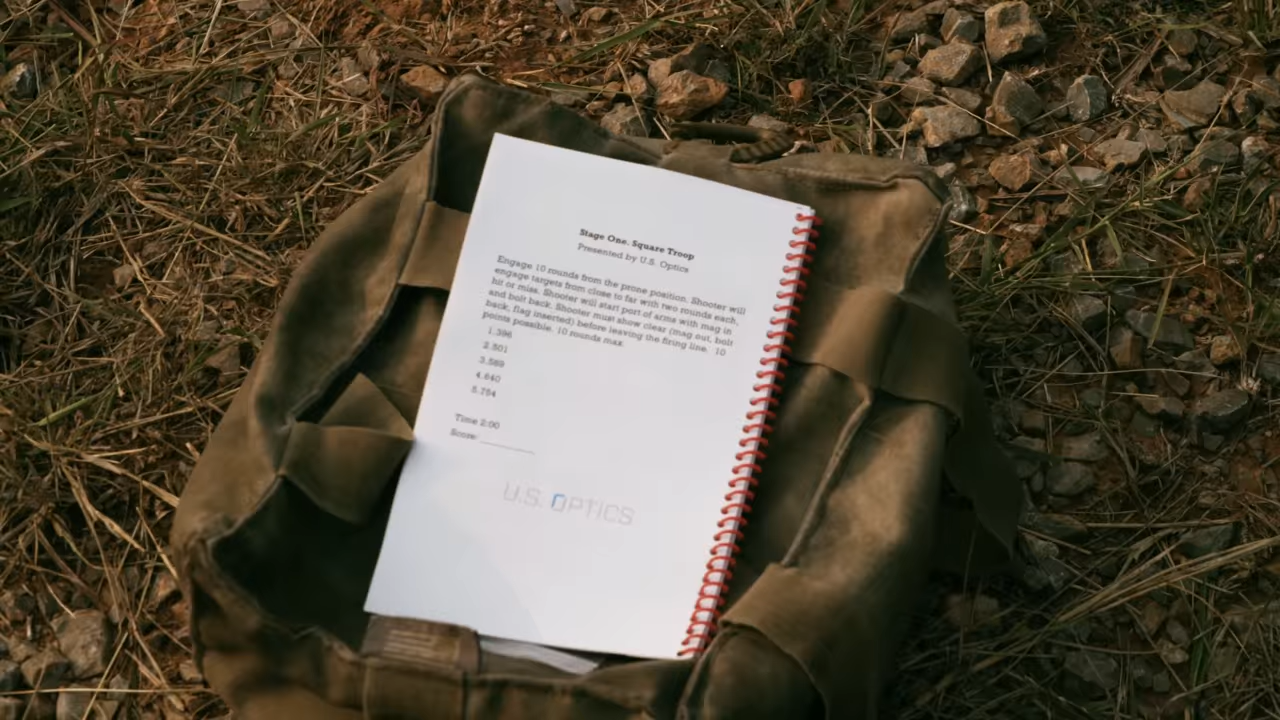 Stage One. Square Troop
Presented by U.S. Optics
Engage 10 rounds from the prone position. Shooter will
engage targets from close to far with two rounds each,
hit or miss. Shooter will start port of arms with mag in
and bolt back. Shooter must show clear (mag out, bolt
back, flag inserted) before leaving the firing line. 10
points possible. 10 rounds max.
1.396
2.501
3.589
4.640
5.754
Time 2:00
Score:
U.S. OPTICS